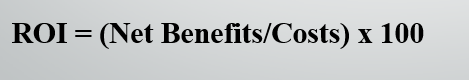 ROI = (Net Benefits/Costs) x 100